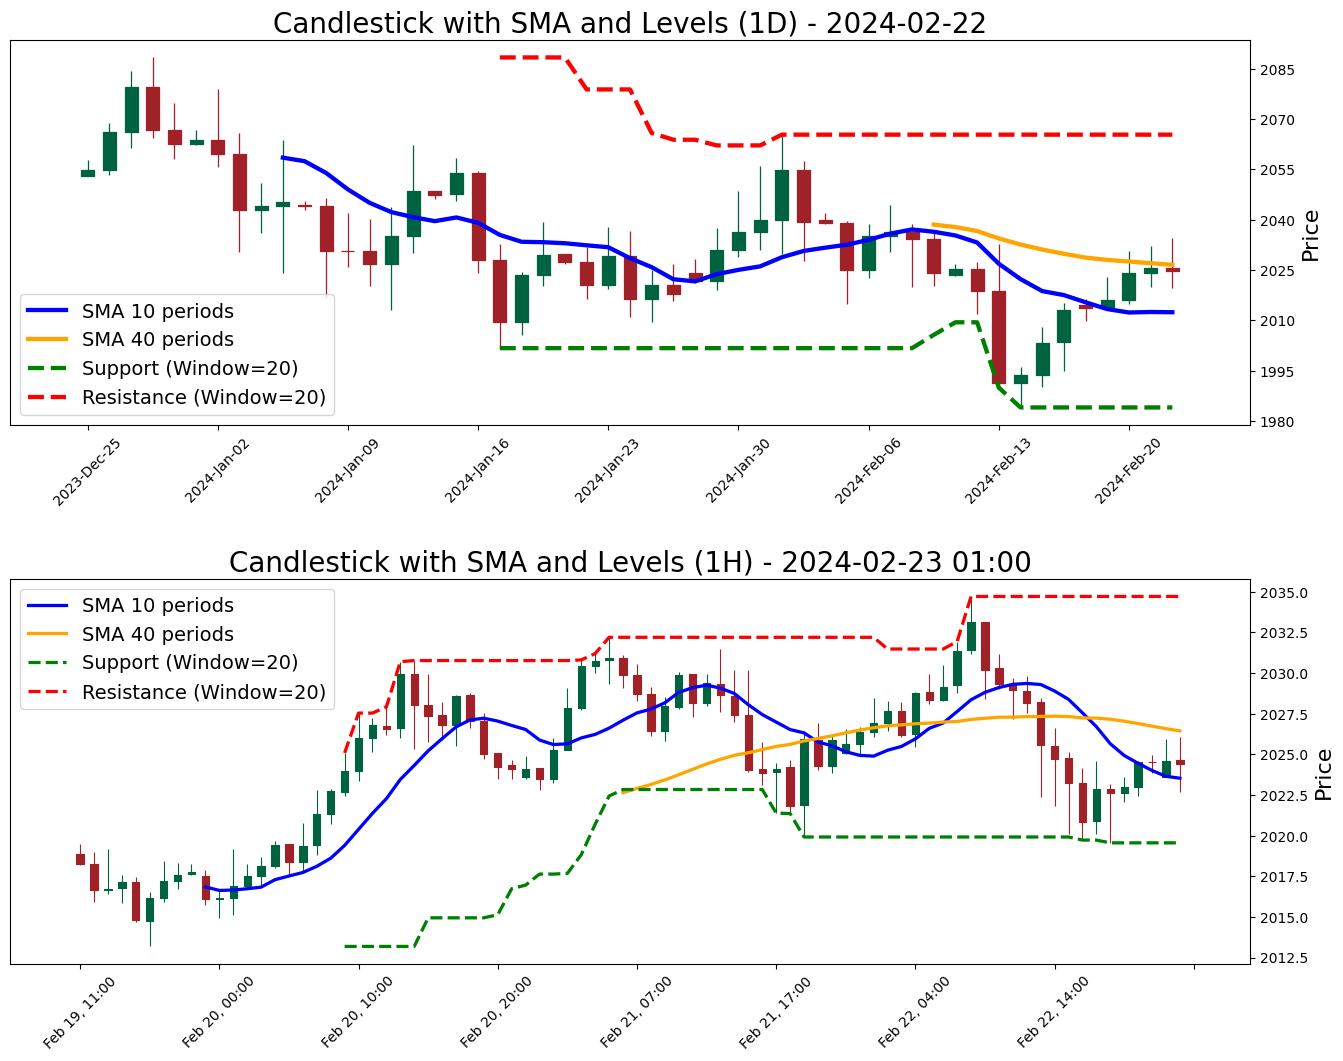 Candlestick with SMA and Levels (1D) - 2024-02-22
2085
2070
2055
2040
2025
2010
1995
1980
Price
SMA 10 periods
SMA 40 periods
Support (Window=20)
Resistance (Window=20)
2023-Dec-25
2024-Jan-02
2024-Jan-09
2024-Jan-16
2024-Jan-23
2024-Jan-30
2024-Feb-06
2024-Feb-13
2024-Feb-20
Candlestick with SMA and Levels (1H) - 2024-02-23 01:00
SMA 10 periods
SMA 40 periods
Support (Window=20)
Resistance (Window=20)
2035.0
2032.5
2030.0
2027.5
2025.0
2022.5
2020.0
2017.5
2015.0
2012.5
Price
Feb 19, 11:00
Feb 20, 00:00
Feb 20, 10:00
Feb 20, 20:00
Feb 21, 07:00
Feb 21, 17:00
Feb 22, 04:00
Feb 22, 14:00